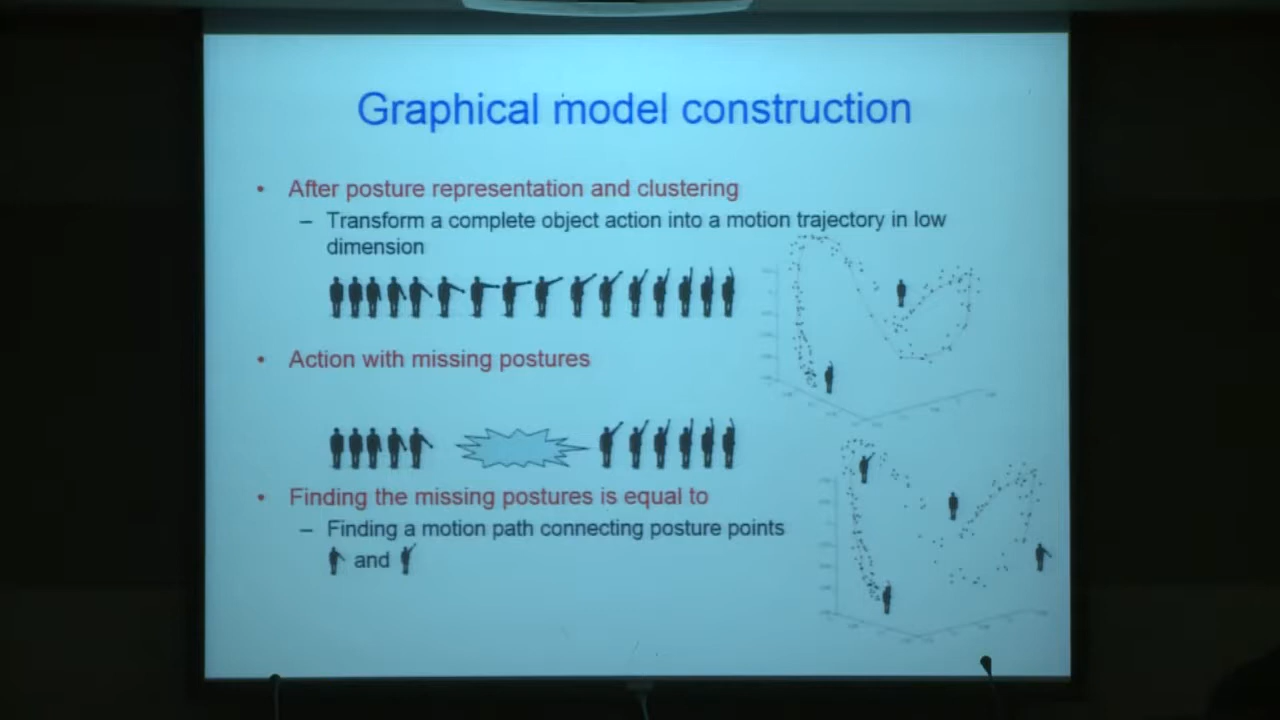 Graphical model construction
• After posture representation and clustering
– Transform a complete object action into a motion trajectory in low
dimension
• Action with missing postures
• Finding the missing postures is equal to
– Finding a motion path connecting posture points
and